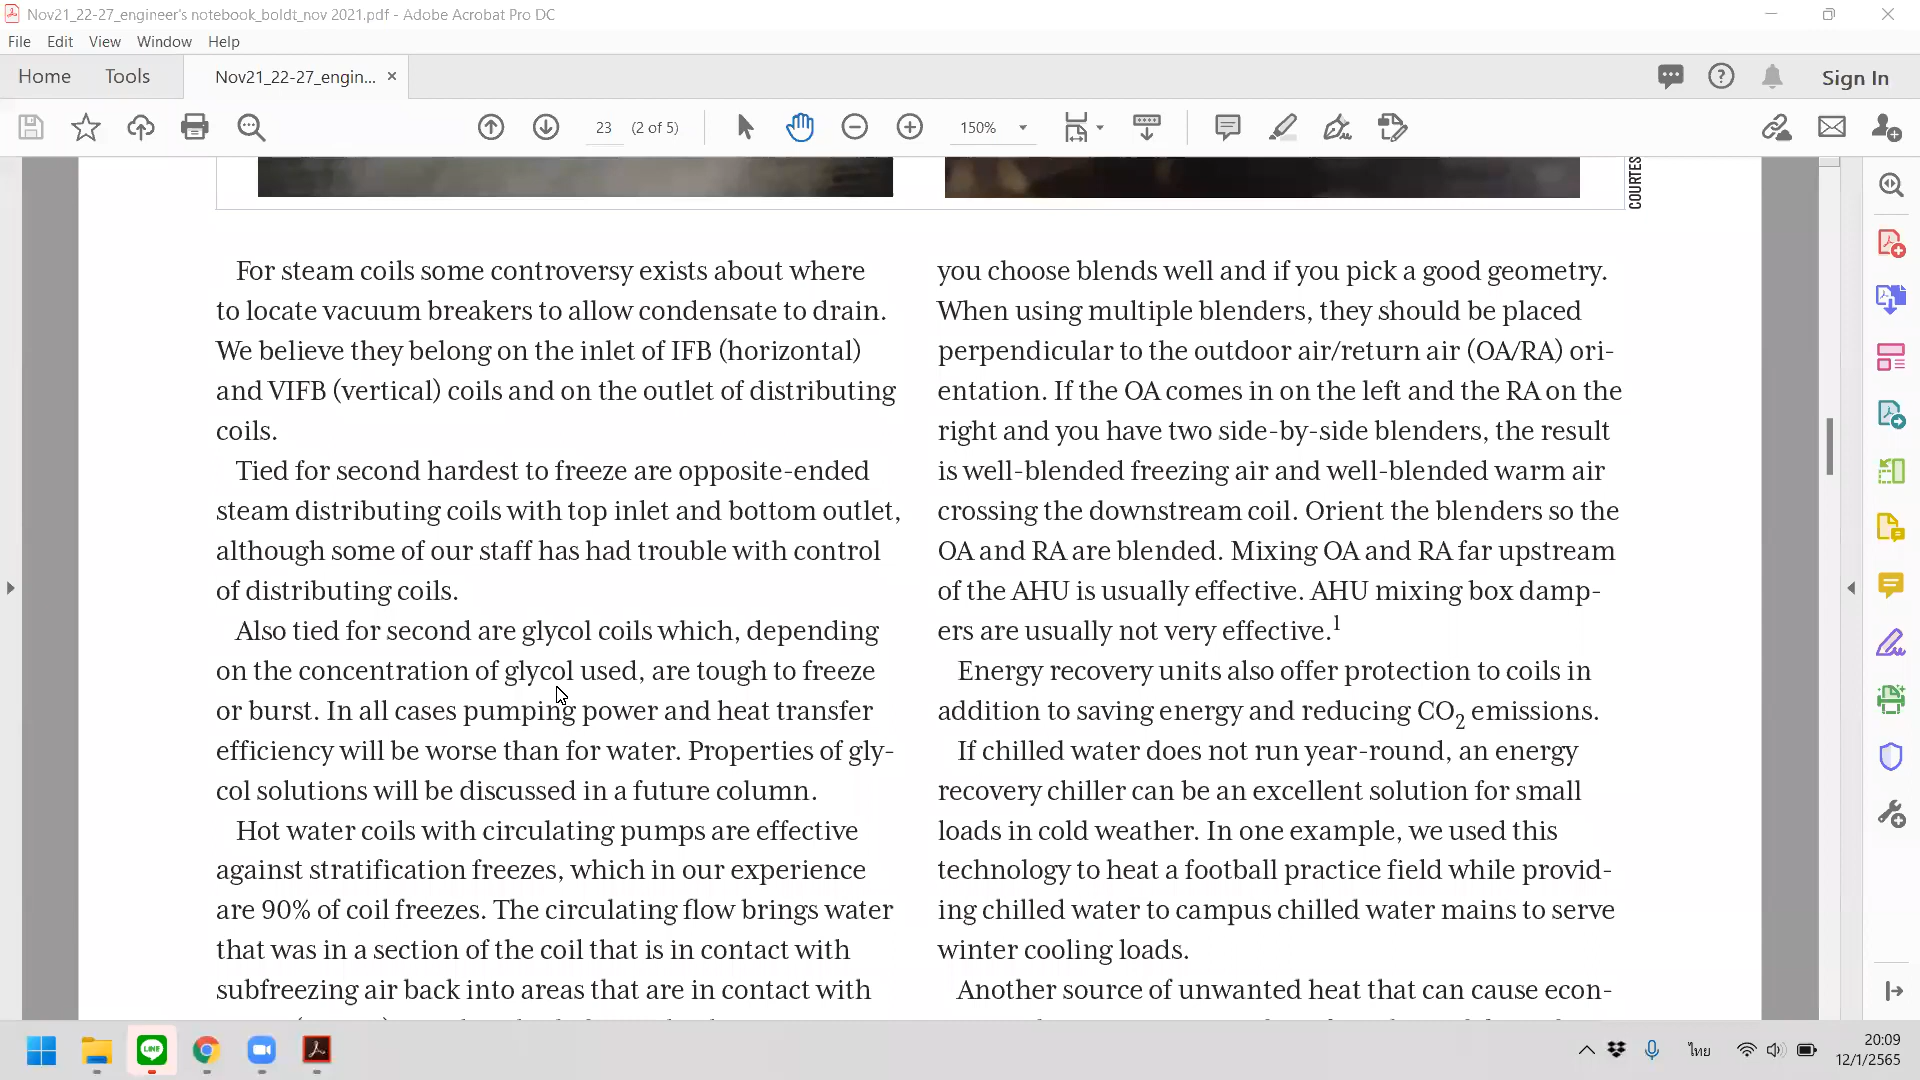 Nov21_22-27_engineer's notebook_boldt_nov 2021.pdf - Adobe Acrobat Pro DC
File Edit View Window Help
Home Tools Nov21_22-27_engin... × Sign In
23 (2 of 5) 150%
COURTES
For steam coils some controversy exists about where
to locate vacuum breakers to allow condensate to drain.
We believe they belong on the inlet of IFB (horizontal)
and VIFB (vertical) coils and on the outlet of distributing
coils.
Tied for second hardest to freeze are opposite-ended
steam distributing coils with top inlet and bottom outlet,
although some of our staff has had trouble with control
of distributing coils.
Also tied for second are glycol coils which, depending
on the concentration of glycol used, are tough to freeze
or burst. In all cases pumping power and heat transfer
efficiency will be worse than for water. Properties of gly-
col solutions will be discussed in a future column.
Hot water coils with circulating pumps are effective
against stratification freezes, which in our experience
are 90% of coil freezes. The circulating flow brings water
that was in a section of the coil that is in contact with
subfreezing air back into areas that are in contact with
you choose blends well and if you pick a good geometry.
When using multiple blenders, they should be placed
perpendicular to the outdoor air/return air (OA/RA) ori-
entation. If the OA comes in on the left and the RA on the
right and you have two side-by-side blenders, the result
is well-blended freezing air and well-blended warm air
crossing the downstream coil. Orient the blenders so the
OA and RA are blended. Mixing OA and RA far upstream
of the AHU is usually effective. AHU mixing box damp-
ers are usually not very effective.1
Energy recovery units also offer protection to coils in
addition to saving energy and reducing CO2 emissions.
If chilled water does not run year-round, an energy
recovery chiller can be an excellent solution for small
loads in cold weather. In one example, we used this
technology to heat a football practice field while provid-
ing chilled water to campus chilled water mains to serve
winter cooling loads.
Another source of unwanted heat that can cause econ-
LINE
ไทย
20:09
12/1/2565